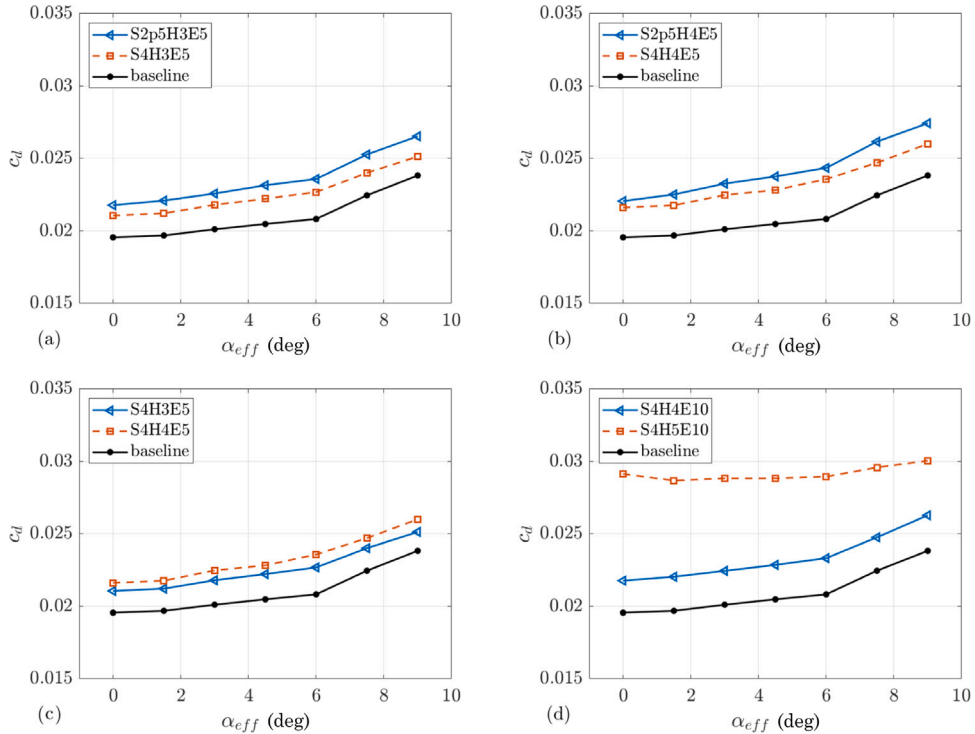 0.035
0.03
0.025
0.02
0.015
c_d
S2p5H3E5
S4H3E5
baseline
0 2 4 6 8 10
(a)
α_eff (deg)
0.035
0.03
0.025
0.02
0.015
c_d
S2p5H4E5
S4H4E5
baseline
0 2 4 6 8 10
(b)
α_eff (deg)
0.035
0.03
0.025
0.02
0.015
c_d
S4H3E5
S4H4E5
baseline
0 2 4 6 8 10
(c)
α_eff (deg)
0.035
0.03
0.025
0.02
0.015
c_d
S4H4E10
S4H5E10
baseline
0 2 4 6 8 10
(d)
α_eff (deg)